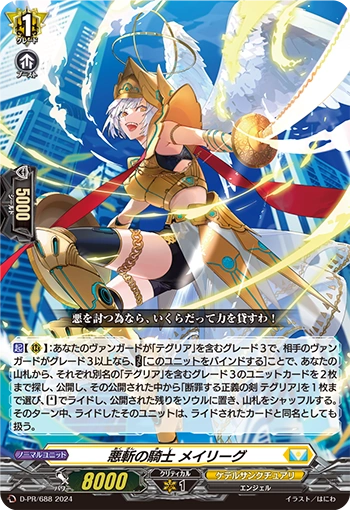 1
グレード
ブースト
5000
シールド
悪を討つ為なら、いくらだって力を貸すわ!
起【(R)】:あなたのヴァンガードが「テグリア」を含むグレード3で、相手のヴァン
ガードがグレード3以上なら、【[このユニットをバインドする]ことで、あなたの
山札から、それぞれ別名の「テグリア」を含むグレード3のユニットカードを2枚
まで探し、公開し、その公開された中から「断罪する正義の剣 テグリア」を1枚ま
で選び、(V)でライドし、公開された残りをソウルに置き、山札をシャッフルする。
そのターン中、ライドしたそのユニットは、ライドされたカードと同名としても
扱う。
ノーマルユニット
悪斬の騎士 メイリーグ
パワー 8000
クリティカル
1
ケテルサンクチュアリ
エンジェル
D-PR/688 2024
イラスト/はにわ